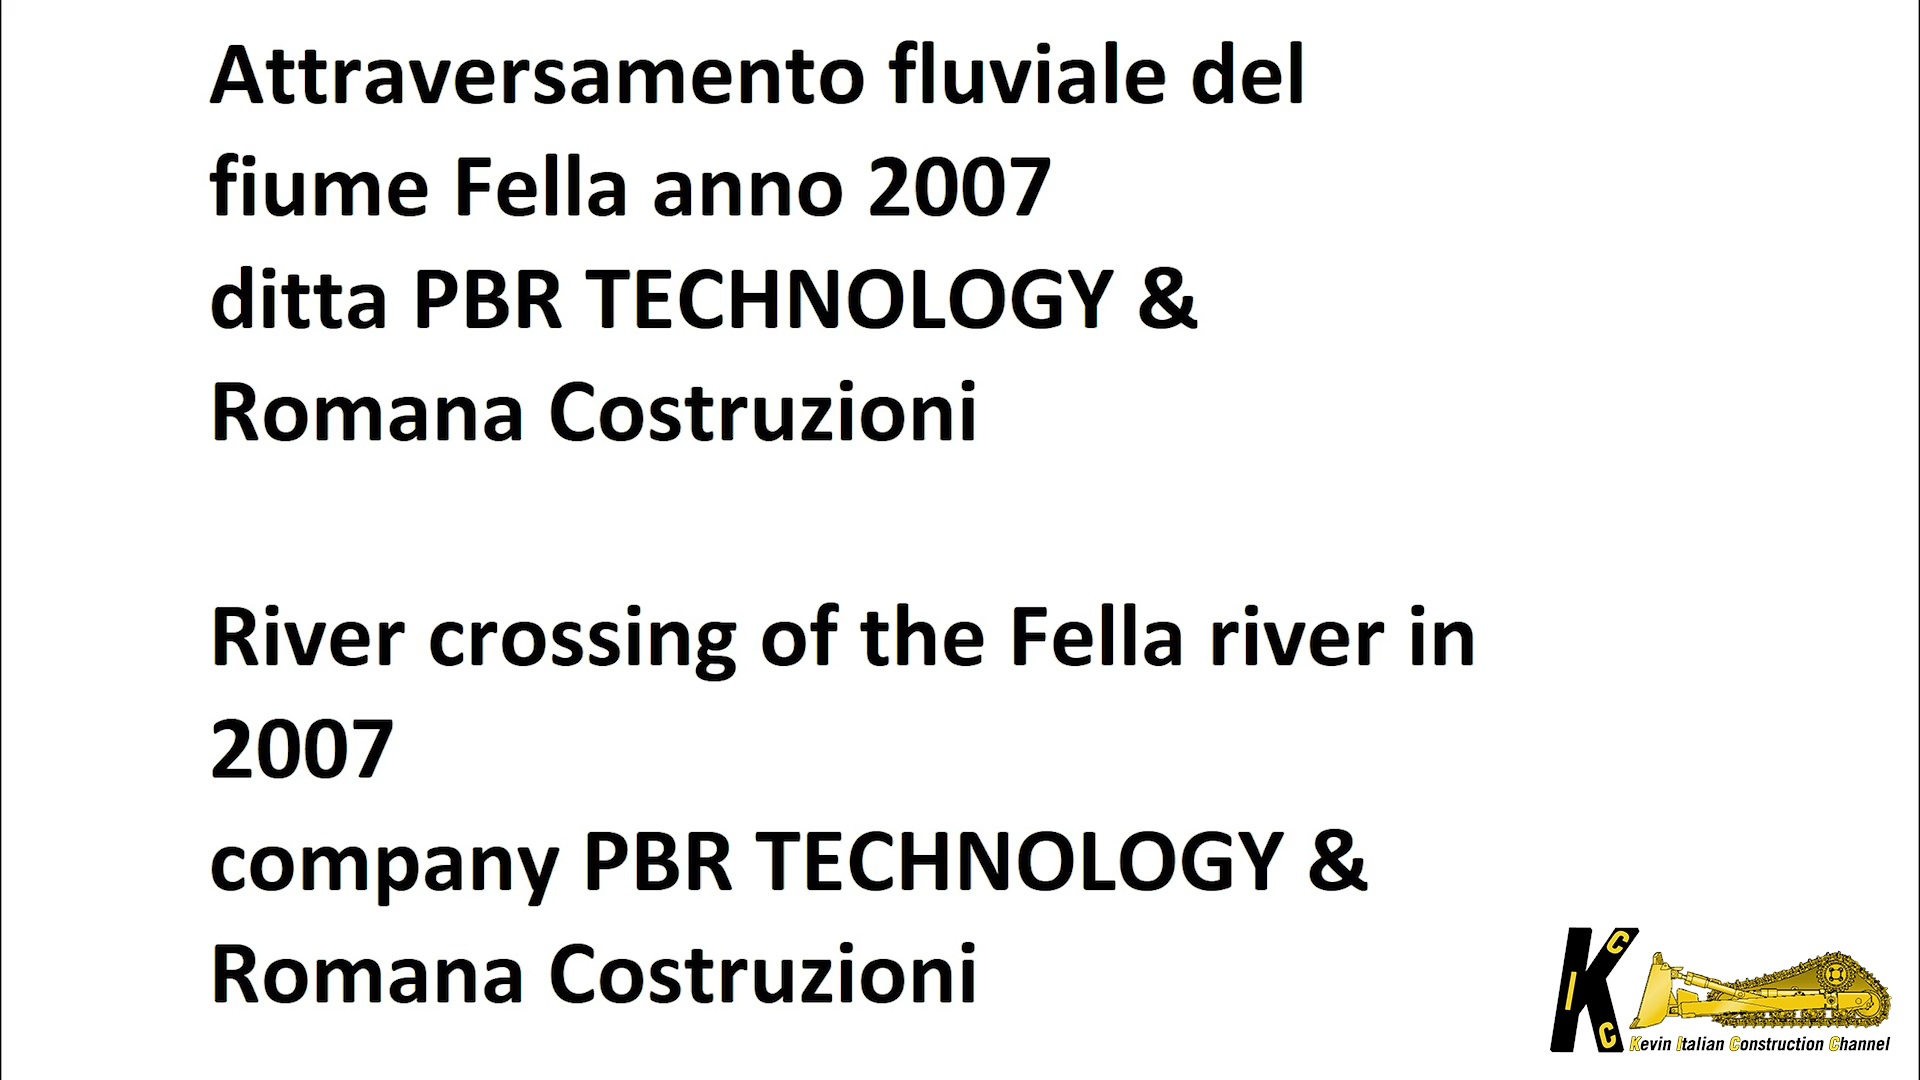 Attraversamento fluviale del
fiume Fella anno 2007
ditta PBR TECHNOLOGY &
Romana Costruzioni
River crossing of the Fella river in
2007
company PBR TECHNOLOGY &
Romana Costruzioni
K I C C
Kevin Italian Construction Channel